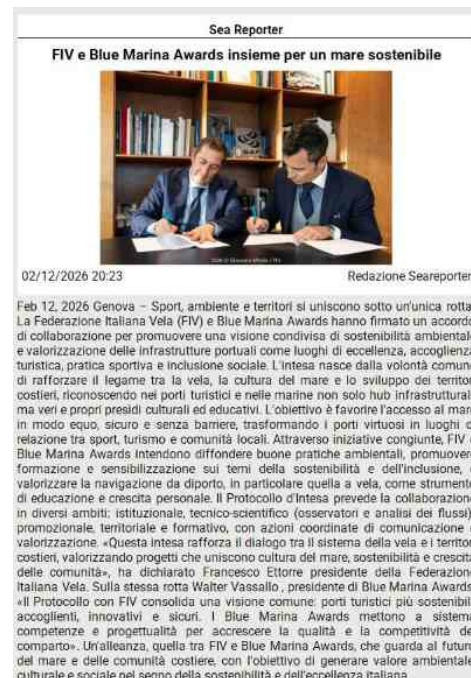 Sea Reporter
FIV e Blue Marina Awards insieme per un mare sostenibile
02/12/2026 20:23
Redazione Seareporter
Feb 12, 2026 Genova – Sport, ambiente e territori si uniscono sotto un'unica rotta.
La Federazione Italiana Vela (FIV) e Blue Marina Awards hanno firmato un accordo
di collaborazione per promuovere una visione condivisa di sostenibilità ambientale
e valorizzazione delle infrastrutture portuali come luoghi di eccellenza, accoglienza
turistica, pratica sportiva e inclusione sociale. L'intesa nasce dalla volontà comune
di rafforzare il legame tra la vela, la cultura del mare e lo sviluppo dei territori
costieri, riconoscendo nei porti turistici e nelle marine non solo hub infrastrutturali,
ma veri e propri presidi culturali ed educativi. L'obiettivo è favorire l'accesso al mare
in modo equo, sicuro e senza barriere, trasformando i porti virtuosi in luoghi di
relazione tra sport, turismo e comunità locali. Attraverso iniziative congiunte, FIV e
Blue Marina Awards intendono diffondere buone pratiche ambientali, promuovere
formazione e sensibilizzazione sui temi della sostenibilità e dell'inclusione, e
valorizzare la navigazione da diporto, in particolare quella a vela, come strumento
di educazione e crescita personale. Il Protocollo d'Intesa prevede la collaborazione
in diversi ambiti: istituzionale, tecnico-scientifico (osservatori e analisi dei flussi),
promozionale, territoriale e formativo, con azioni coordinate di comunicazione e
valorizzazione. «Questa intesa rafforza il dialogo tra il sistema della vela e i territori
costieri, valorizzando progetti che uniscono cultura del mare, sostenibilità e crescita
delle comunità», ha dichiarato Francesco Ettorre presidente della Federazione
Italiana Vela. Sulla stessa rotta Walter Vassallo , presidente di Blue Marina Awards:
«Il Protocollo con FIV consolida una visione comune: porti turistici più sostenibili,
accoglienti, innovativi e sicuri. I Blue Marina Awards mettono a sistema
competenze e progettualità per accrescere la qualità e la competitività del
comparto». Un'alleanza, quella tra FIV e Blue Marina Awards, che guarda al futuro
del mare e delle comunità costiere, con l'obiettivo di generare valore ambientale,
culturale e sociale nel segno della sostenibilità e dell'eccellenza italiana.